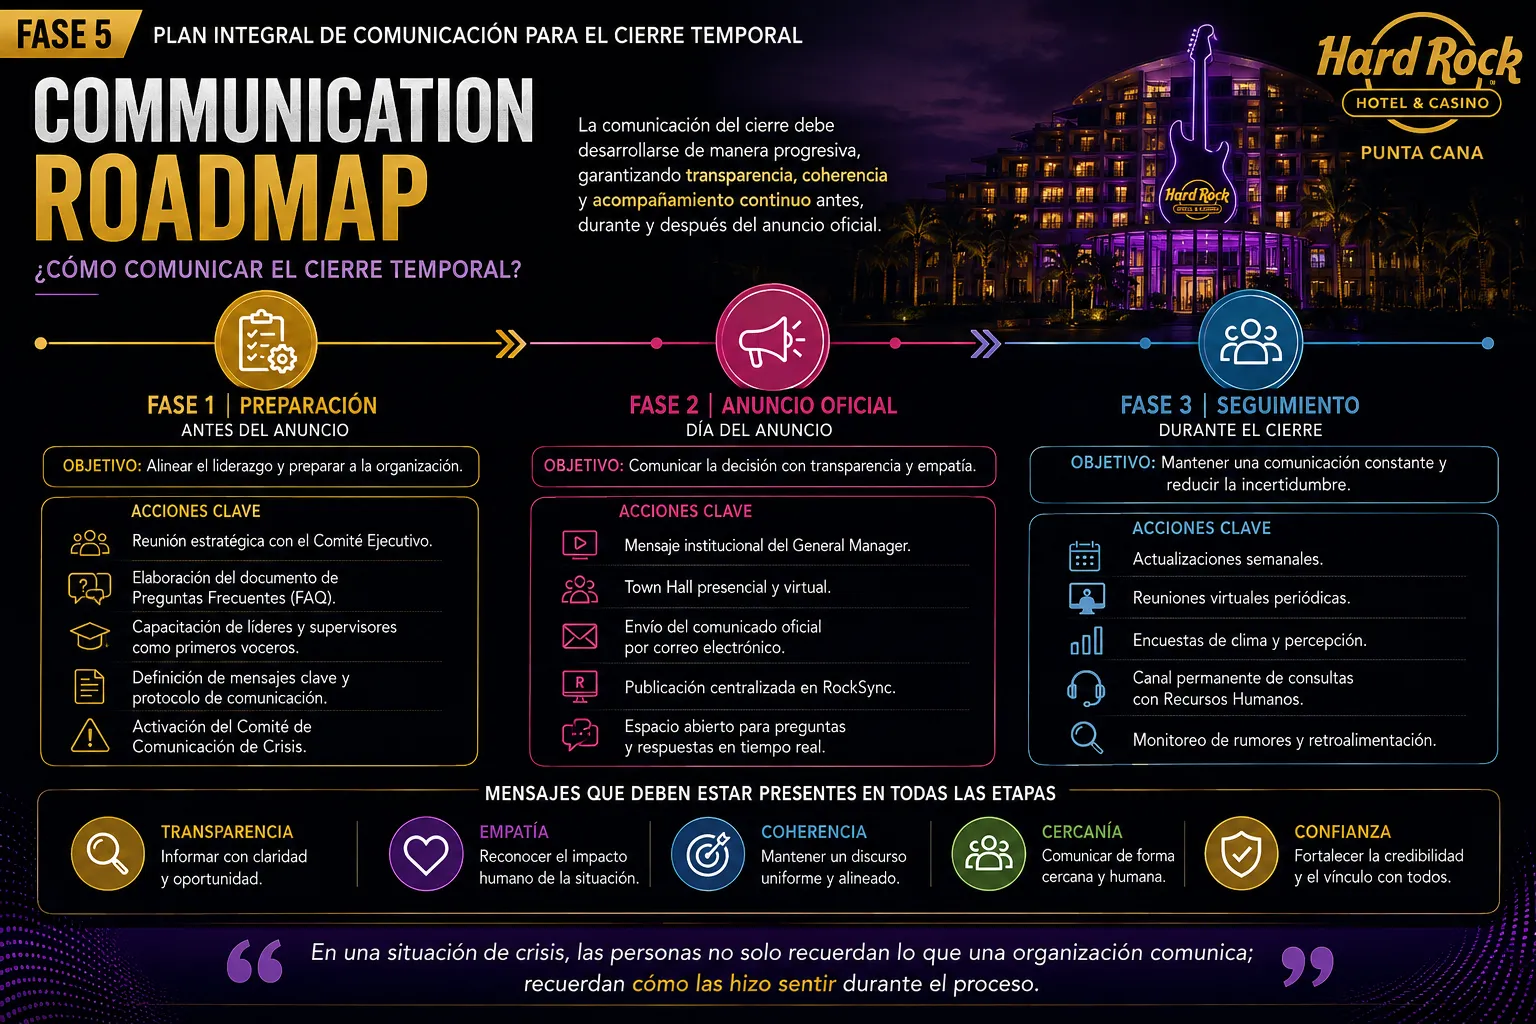 FASE 5
PLAN INTEGRAL DE COMUNICACIÓN PARA EL CIERRE TEMPORAL
COMMUNICATION
ROADMAP
¿CÓMO COMUNICAR EL CIERRE TEMPORAL?
La comunicación del cierre debe
desarrollarse de manera progresiva,
garantizando transparencia, coherencia
y acompañamiento continuo antes,
durante y después del anuncio oficial.
Hard Rock
Hard Rock
HOTEL & CASINO
PUNTA CANA
FASE 1 | PREPARACIÓN
ANTES DEL ANUNCIO
OBJETIVO: Alinear el liderazgo y preparar a la organización.
ACCIONES CLAVE
Reunión estratégica con el Comité Ejecutivo.
Elaboración del documento de
Preguntas Frecuentes (FAQ).
Capacitación de líderes y supervisores
como primeros voceros.
Definición de mensajes clave y
protocolo de comunicación.
Activación del Comité de
Comunicación de Crisis.
FASE 2 | ANUNCIO OFICIAL
DÍA DEL ANUNCIO
OBJETIVO: Comunicar la decisión con transparencia y empatía.
ACCIONES CLAVE
Mensaje institucional del General Manager.
Town Hall presencial y virtual.
Envío del comunicado oficial
por correo electrónico.
R
Publicación centralizada en RockSync.
Espacio abierto para preguntas
y respuestas en tiempo real.
FASE 3 | SEGUIMIENTO
DURANTE EL CIERRE
OBJETIVO: Mantener una comunicación constante y
reducir la incertidumbre.
ACCIONES CLAVE
Actualizaciones semanales.
Reuniones virtuales periódicas.
Encuestas de clima y percepción.
Canal permanente de consultas
con Recursos Humanos.
Monitoreo de rumores y retroalimentación.
MENSAJES QUE DEBEN ESTAR PRESENTES EN TODAS LAS ETAPAS
TRANSPARENCIA
Informar con claridad
y oportunidad.
EMPATÍA
Reconocer el impacto
humano de la situación.
COHERENCIA
Mantener un discurso
uniforme y alineado.
CERCANÍA
Comunicar de forma
cercana y humana.
CONFIANZA
Fortalecer la credibilidad
y el vínculo con todos.
“ En una situación de crisis, las personas no solo recuerdan lo que una organización comunica; ”
recuerdan cómo las hizo sentir durante el proceso.